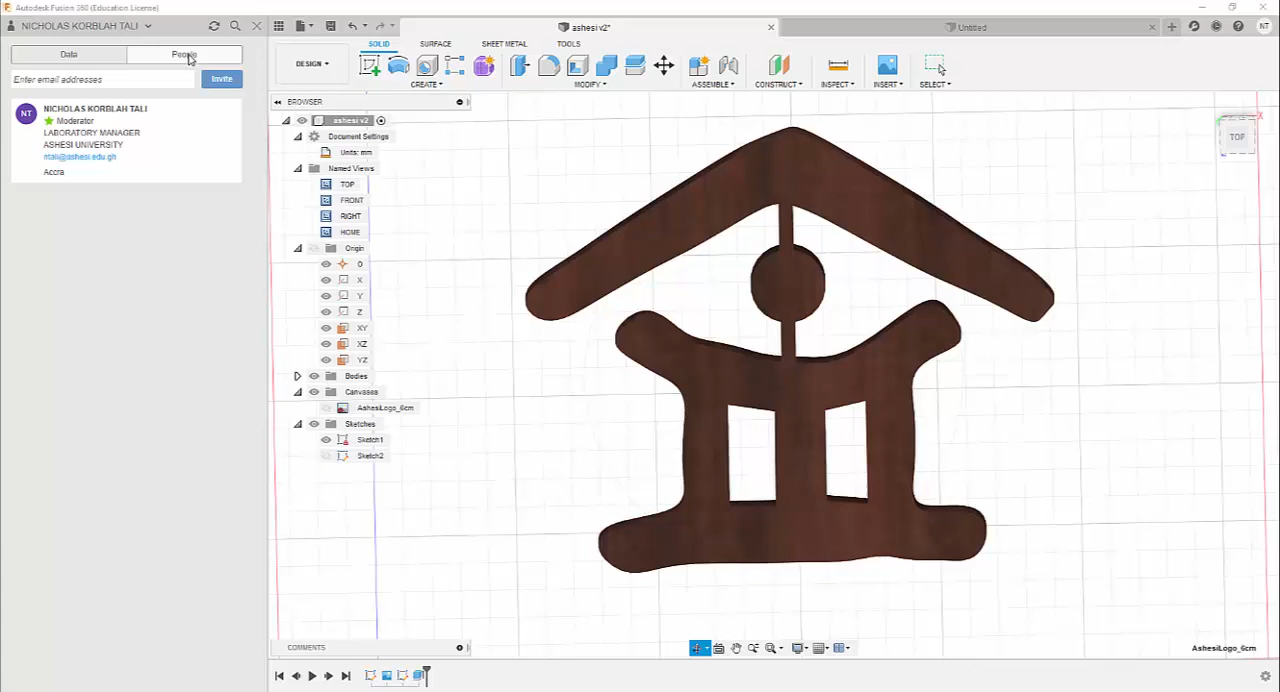 Autodesk Fusion 360 (Education License)
NICHOLAS KORBLAH TALI
ashesi v2*
Untitled
NT
Data
People
Enter email addresses
Invite
NT
NICHOLAS KORBLAH TALI
Moderator
LABORATORY MANAGER
ASHESI UNIVERSITY
ntali@ashesi.edu.gh
Accra
SOLID
SURFACE
SHEET METAL
TOOLS
DESIGN
CREATE
MODIFY
ASSEMBLE
CONSTRUCT
INSPECT
INSERT
SELECT
BROWSER
ashesi v2
Document Settings
Units: mm
Named Views
TOP
FRONT
RIGHT
HOME
Origin
O
X
Y
Z
XY
XZ
YZ
Bodies
Canvases
AshesiLogo_6cm
Sketches
Sketch1
Sketch2
TOP
X
COMMENTS
AshesiLogo_6cm